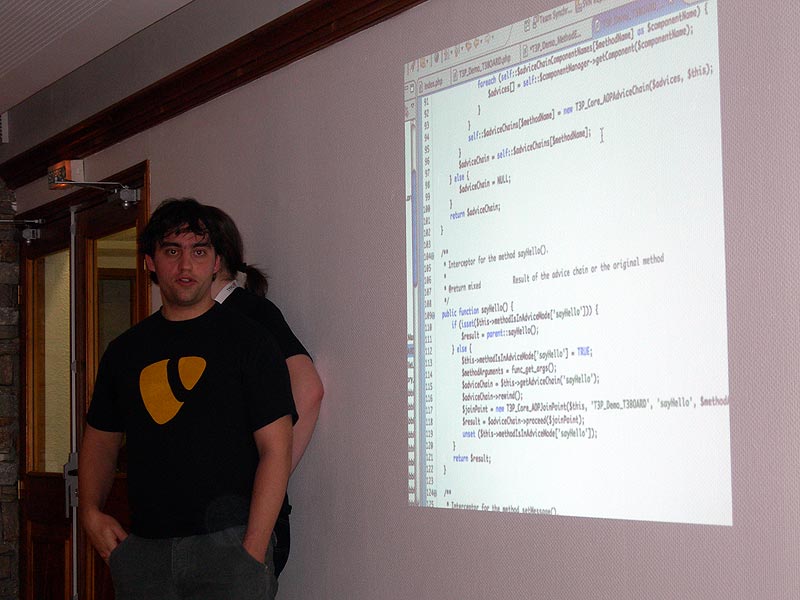 Team Synchr...
index.php
T3P_Demo_T3BOARD.php
*T3P_Demo_MethodE...
91 foreach (self::$adviceChainComponentNames[$methodName] as $componentName) {
92 $advices[] = self::$componentManager->getComponent($componentName);
93 }
94 }
95 self::$adviceChains[$methodName] = new T3P_Core_AOPAdviceChain($advices, $this);
96 }
97 $adviceChain = self::$adviceChains[$methodName];
98 } else {
99 $adviceChain = NULL;
100 }
101 return $adviceChain;
102 }
103
104 /**
105 * Interceptor for the method sayHello().
106 *
107 * @return mixed Result of the advice chain or the original method
108 */
109 public function sayHello() {
110 if (isset($this->methodIsInAdviceMode['sayHello'])) {
111 $result = parent::sayHello();
112 } else {
113 $this->methodIsInAdviceMode['sayHello'] = TRUE;
114 $methodArguments = func_get_args();
115 $adviceChain = $this->getAdviceChain('sayHello');
116 $adviceChain->rewind();
117 $joinPoint = new T3P_Core_AOPJoinPoint($this, 'T3P_Demo_T3BOARD', 'sayHello', $method
118 $result = $adviceChain->proceed($joinPoint);
119 unset ($this->methodIsInAdviceMode['sayHello']);
120 }
121 return $result;
122 }
123
124 /**
125 * Interceptor for the method setMessage()